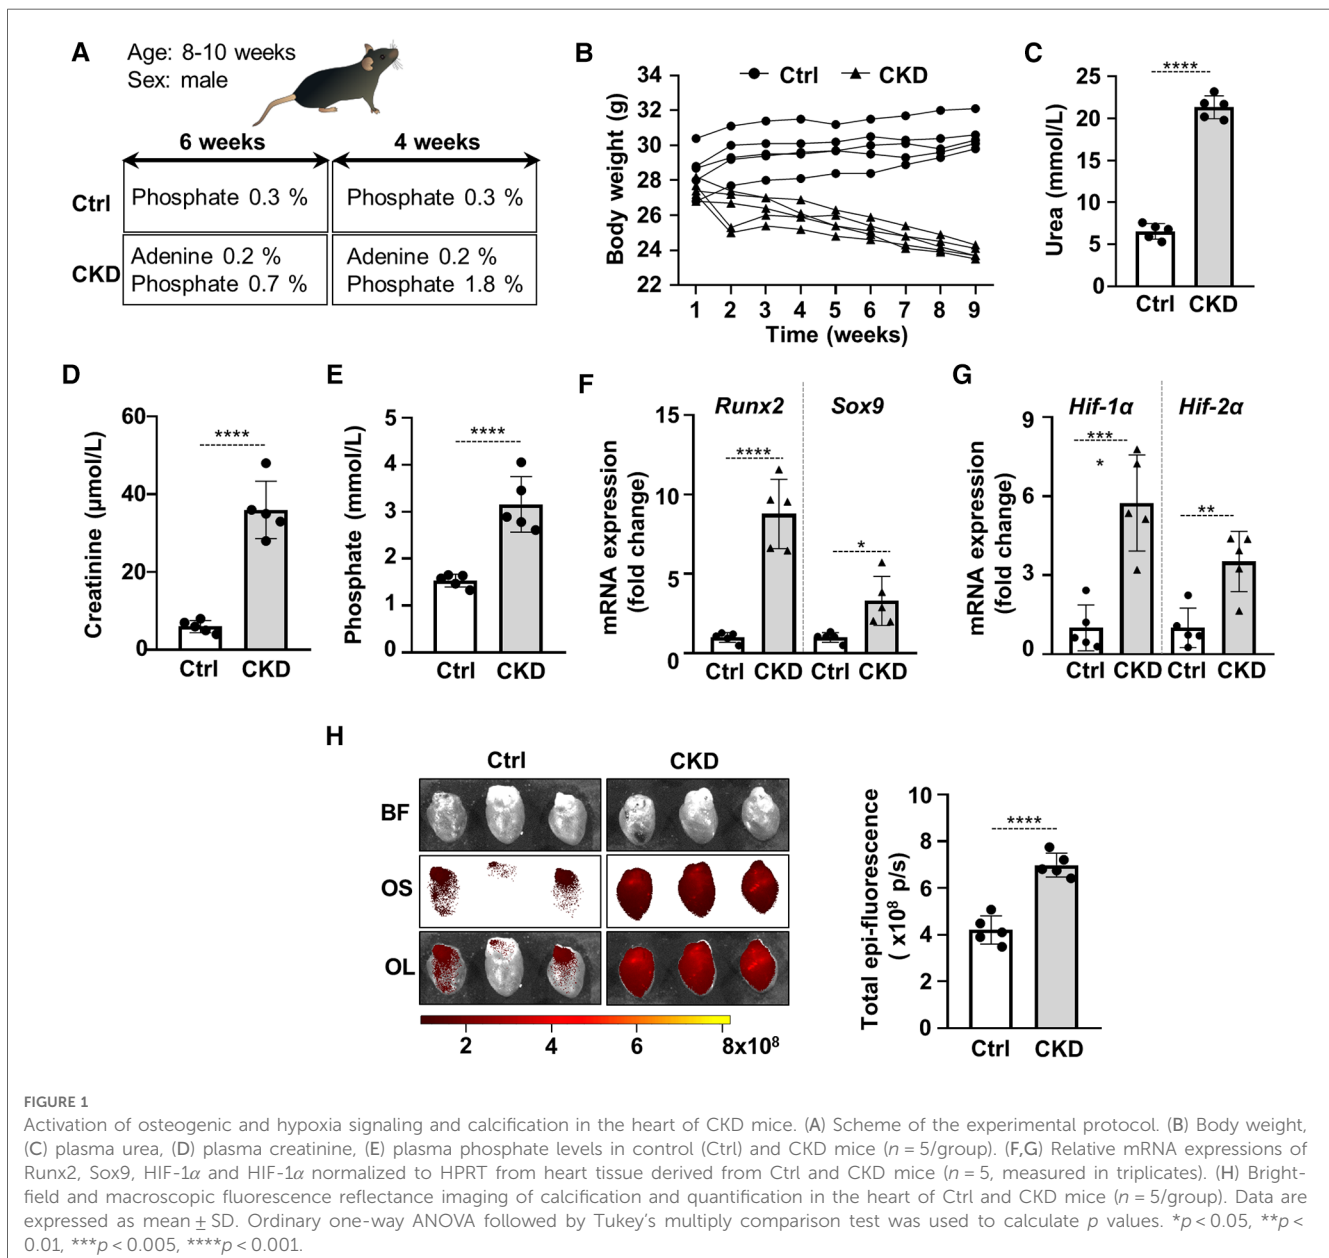 A
Age: 8-10 weeks
Sex: male
6 weeks
4 weeks
Ctrl
Phosphate 0.3 %
Phosphate 0.3 %
CKD
Adenine 0.2 %
Phosphate 0.7 %
Adenine 0.2 %
Phosphate 1.8 %
B
Ctrl
CKD
Body weight (g)
34
32
30
28
26
24
22
1 2 3 4 5 6 7 8 9
Time (weeks)
C
Urea (mmol/L)
25
20
15
10
5
0
****
Ctrl CKD
D
Creatinine (µmol/L)
60
40
20
0
****
Ctrl CKD
E
Phosphate (mmol/L)
5
4
3
2
1
0
****
Ctrl CKD
F
mRNA expression
(fold change)
15
10
5
0
Runx2
Sox9
****
*
Ctrl CKD Ctrl CKD
G
mRNA expression
(fold change)
9
6
3
0
Hif-1α
Hif-2α
***
*
**
Ctrl CKD Ctrl CKD
H
Ctrl
CKD
BF
OS
OL
2 4 6 8x10⁸
Total epi-fluorescence
( x10⁸ p/s)
10
8
6
4
2
0
****
Ctrl CKD
FIGURE 1
Activation of osteogenic and hypoxia signaling and calcification in the heart of CKD mice. (A) Scheme of the experimental protocol. (B) Body weight,
(C) plasma urea, (D) plasma creatinine, (E) plasma phosphate levels in control (Ctrl) and CKD mice (n = 5/group). (F,G) Relative mRNA expressions of
Runx2, Sox9, HIF-1α and HIF-1α normalized to HPRT from heart tissue derived from Ctrl and CKD mice (n = 5, measured in triplicates). (H) Bright-
field and macroscopic fluorescence reflectance imaging of calcification and quantification in the heart of Ctrl and CKD mice (n = 5/group). Data are
expressed as mean ± SD. Ordinary one-way ANOVA followed by Tukey's multiply comparison test was used to calculate p values. *p < 0.05, **p <
0.01, ***p < 0.005, ****p < 0.001.